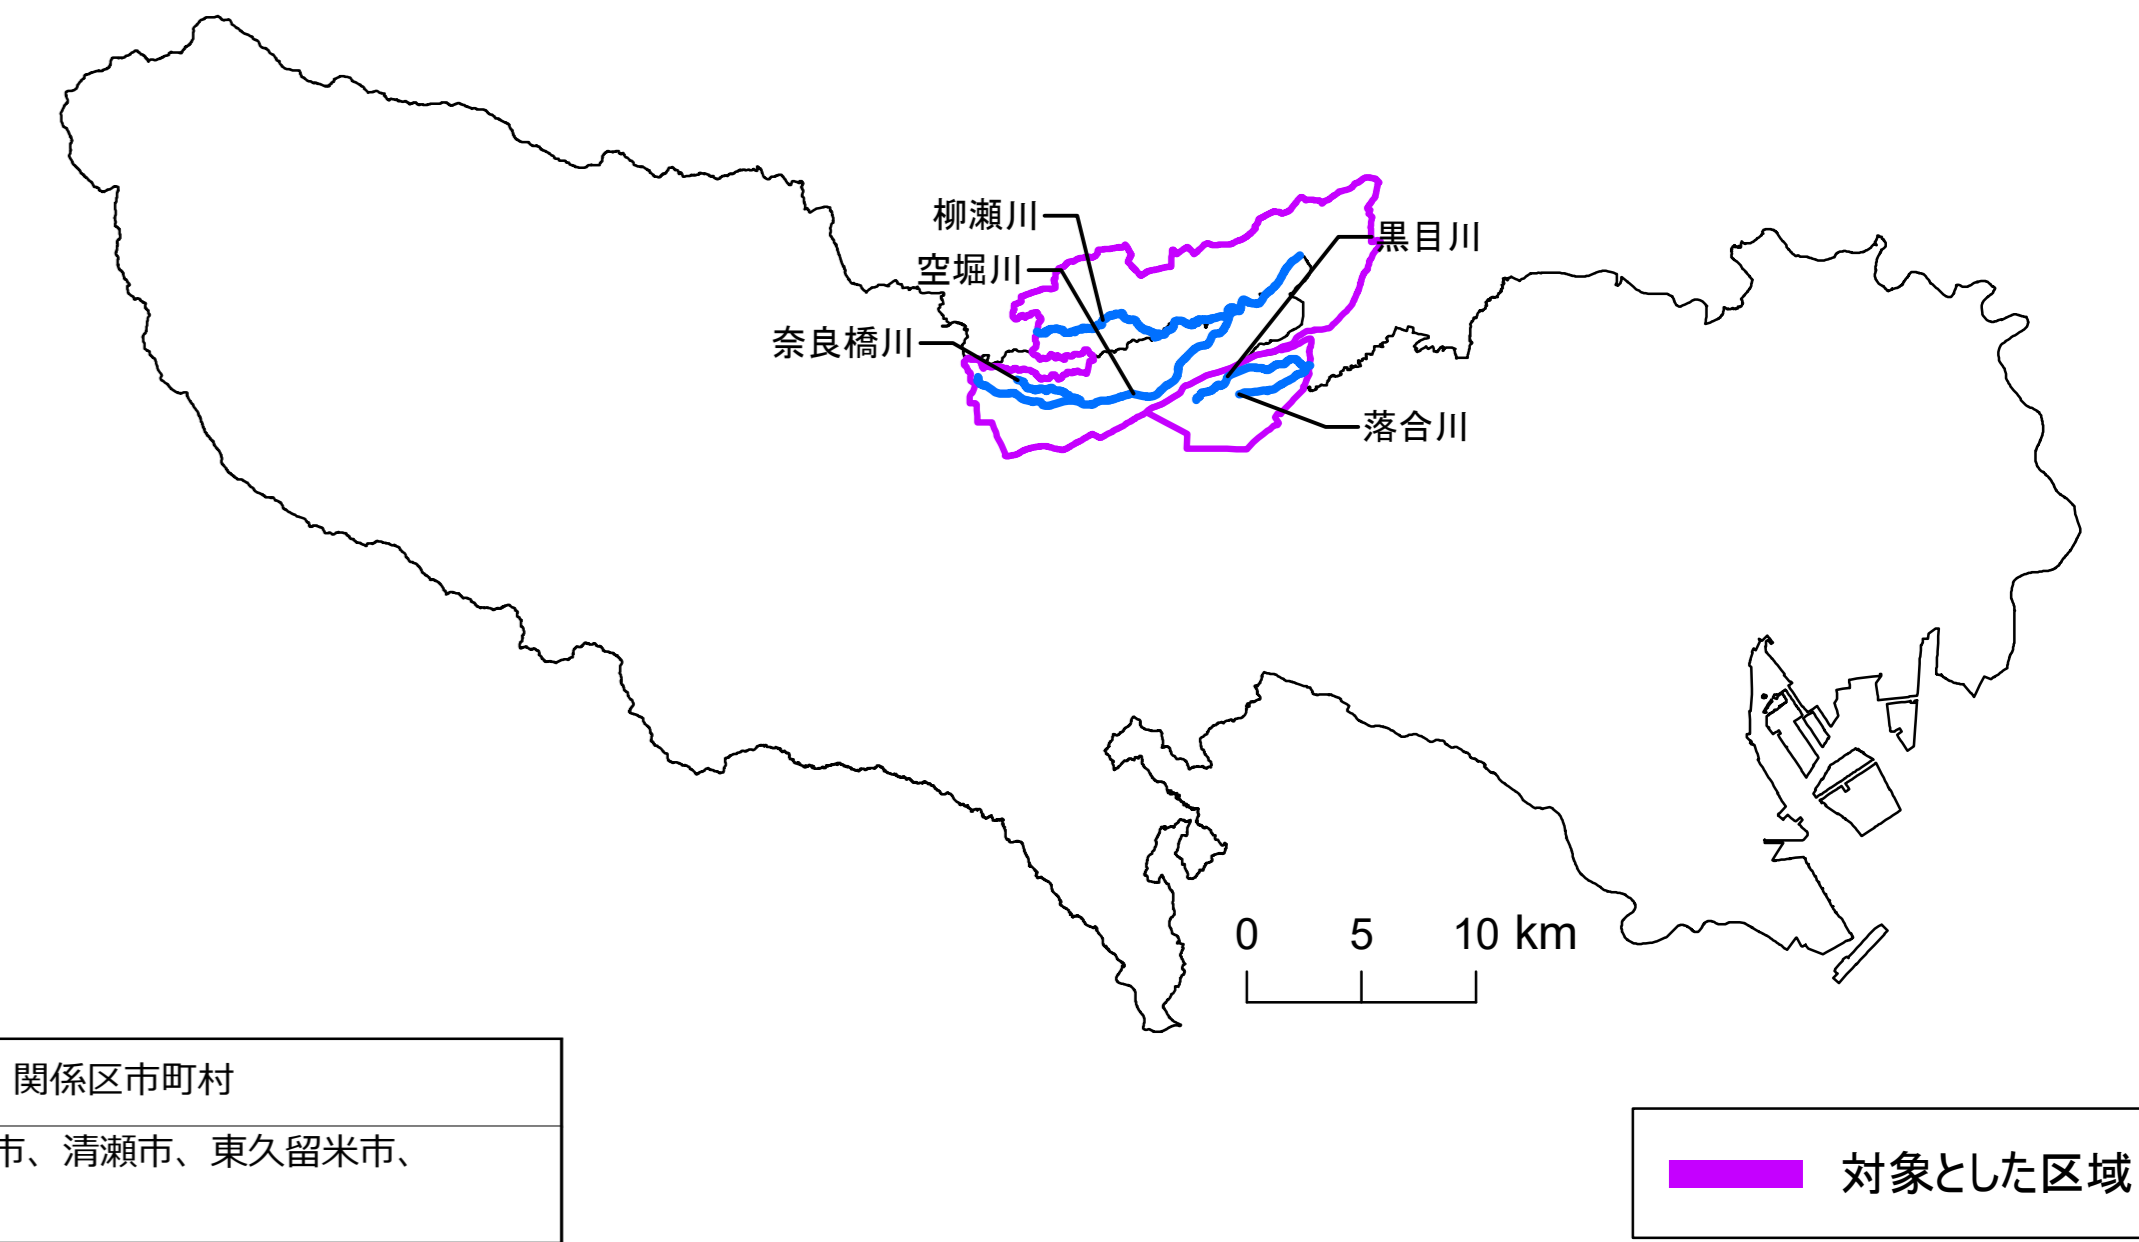 柳瀬川
空堀川
奈良橋川
黒目川
落合川
0 5 10 km
関係区市町村
市、清瀬市、東久留米市、
対象とした区域